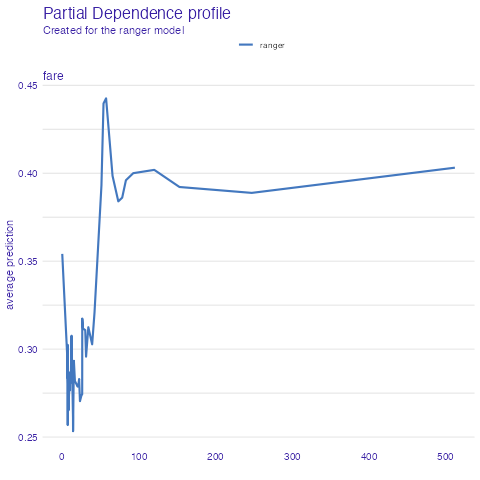 Partial Dependence profile
Created for the ranger model
ranger
fare
0.45
0.40
0.35
0.30
0.25
average prediction
0 100 200 300 400 500